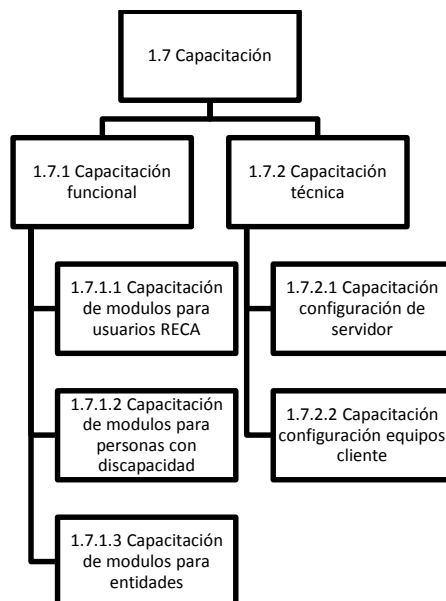 1.7 Capacitación
1.7.1 Capacitación
funcional
1.7.2 Capacitación
técnica
1.7.1.1 Capacitación
de modulos para
usuarios RECA
1.7.2.1 Capacitación
configuración de
servidor
1.7.1.2 Capacitación
de modulos para
personas con
discapacidad
1.7.2.2 Capacitación
configuración equipos
cliente
1.7.1.3 Capacitación
de modulos para
entidades